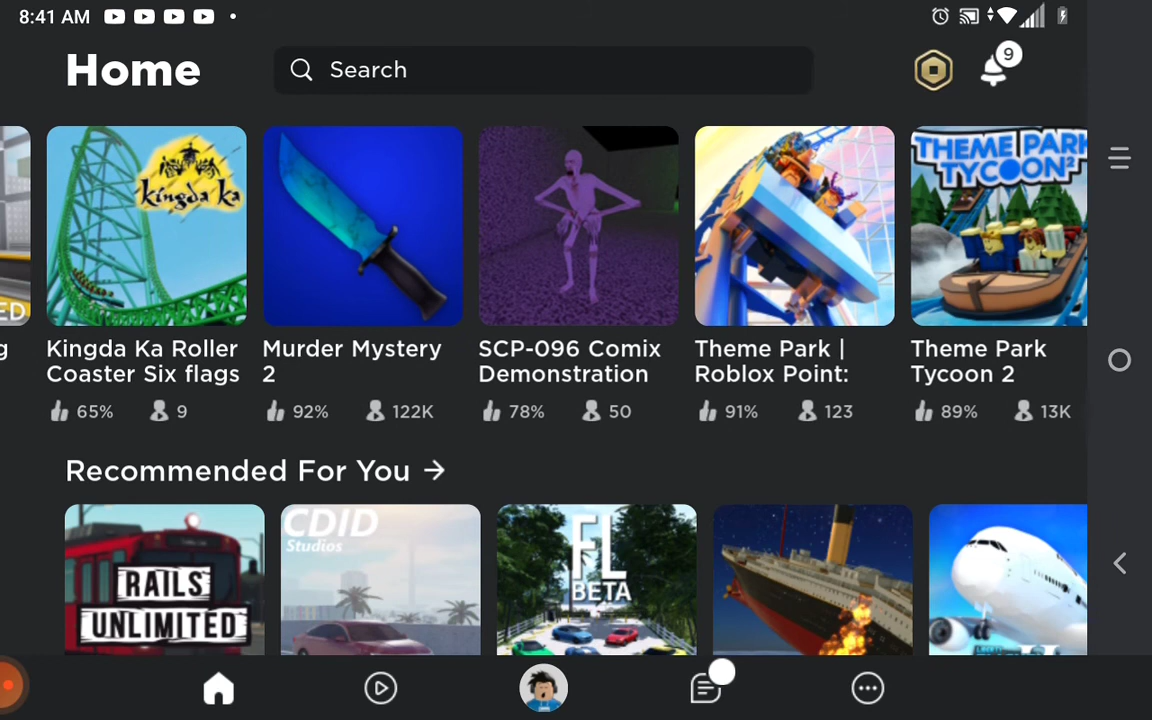 8:41 AM
Home
Search
9
ED
kingda ka
THEME PARK
TYCOON 2
g
Kingda Ka Roller
Coaster Six flags
Murder Mystery
2
SCP-096 Comix
Demonstration
Theme Park |
Roblox Point:
Theme Park
Tycoon 2
65% 9
92% 122K
78% 50
91% 123
89% 13K
Recommended For You →
RAILS
UNLIMITED
CDID
Studios
FL
BETA